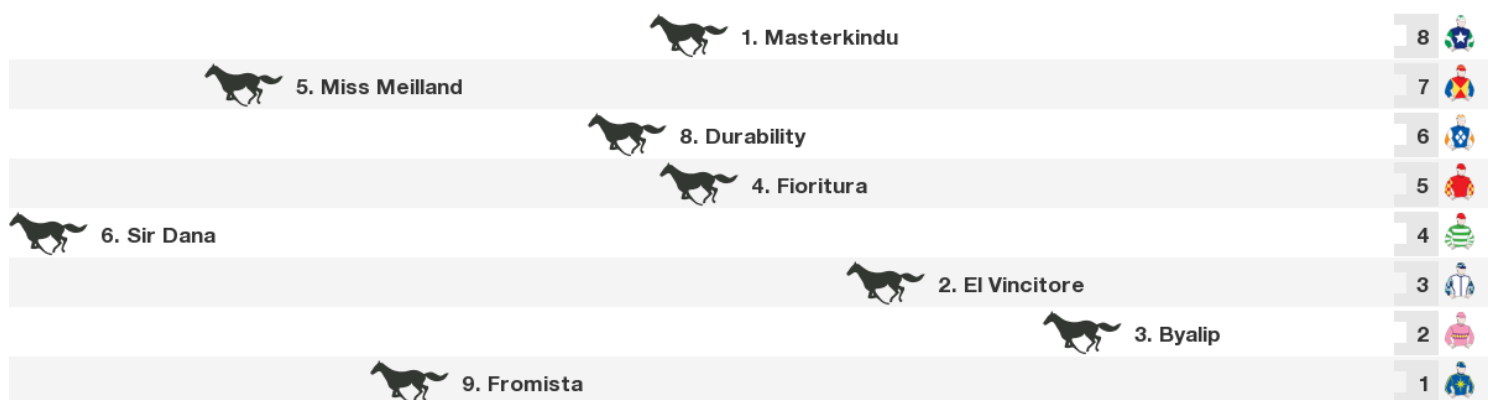 1. Masterkindu 8
5. Miss Meilland 7
8. Durability 6
4. Fioritura 5
6. Sir Dana 4
2. El Vincitore 3
3. Byalip 2
9. Fromista 1